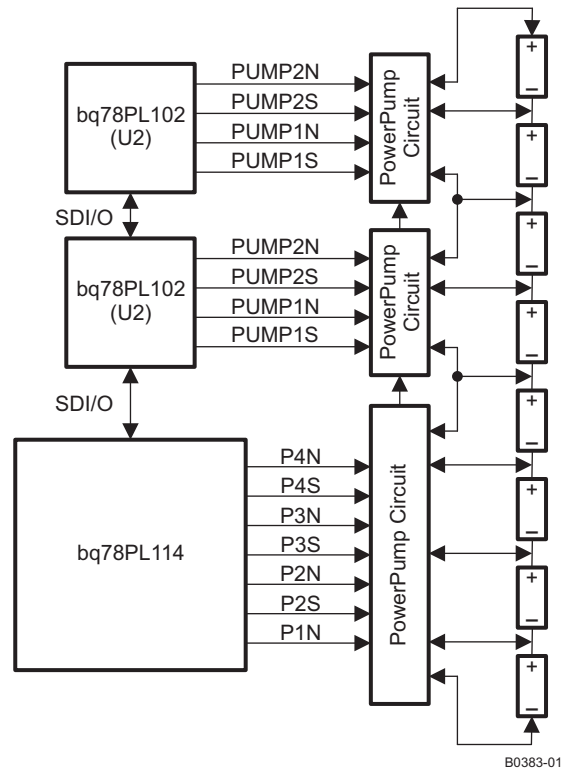 bq78PL102
(U2)
PUMP2N
PUMP2S
PUMP1N
PUMP1S
PowerPump
Circuit
SDI/O
bq78PL102
(U2)
PUMP2N
PUMP2S
PUMP1N
PUMP1S
PowerPump
Circuit
SDI/O
bq78PL114
P4N
P4S
P3N
P3S
P2N
P2S
P1N
PowerPump Circuit
+
–
+
–
+
–
+
–
+
–
+
–
+
–
+
–
B0383-01